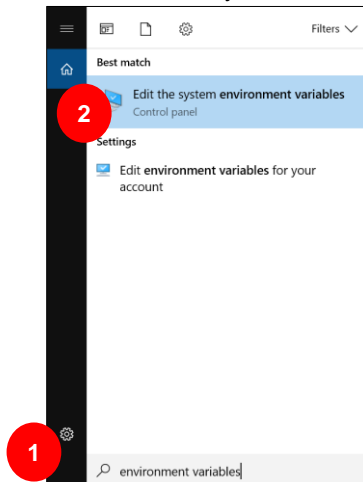 Filters
Best match
Edit the system environment variables
Control panel
2
Settings
Edit environment variables for your
account
1
environment variables